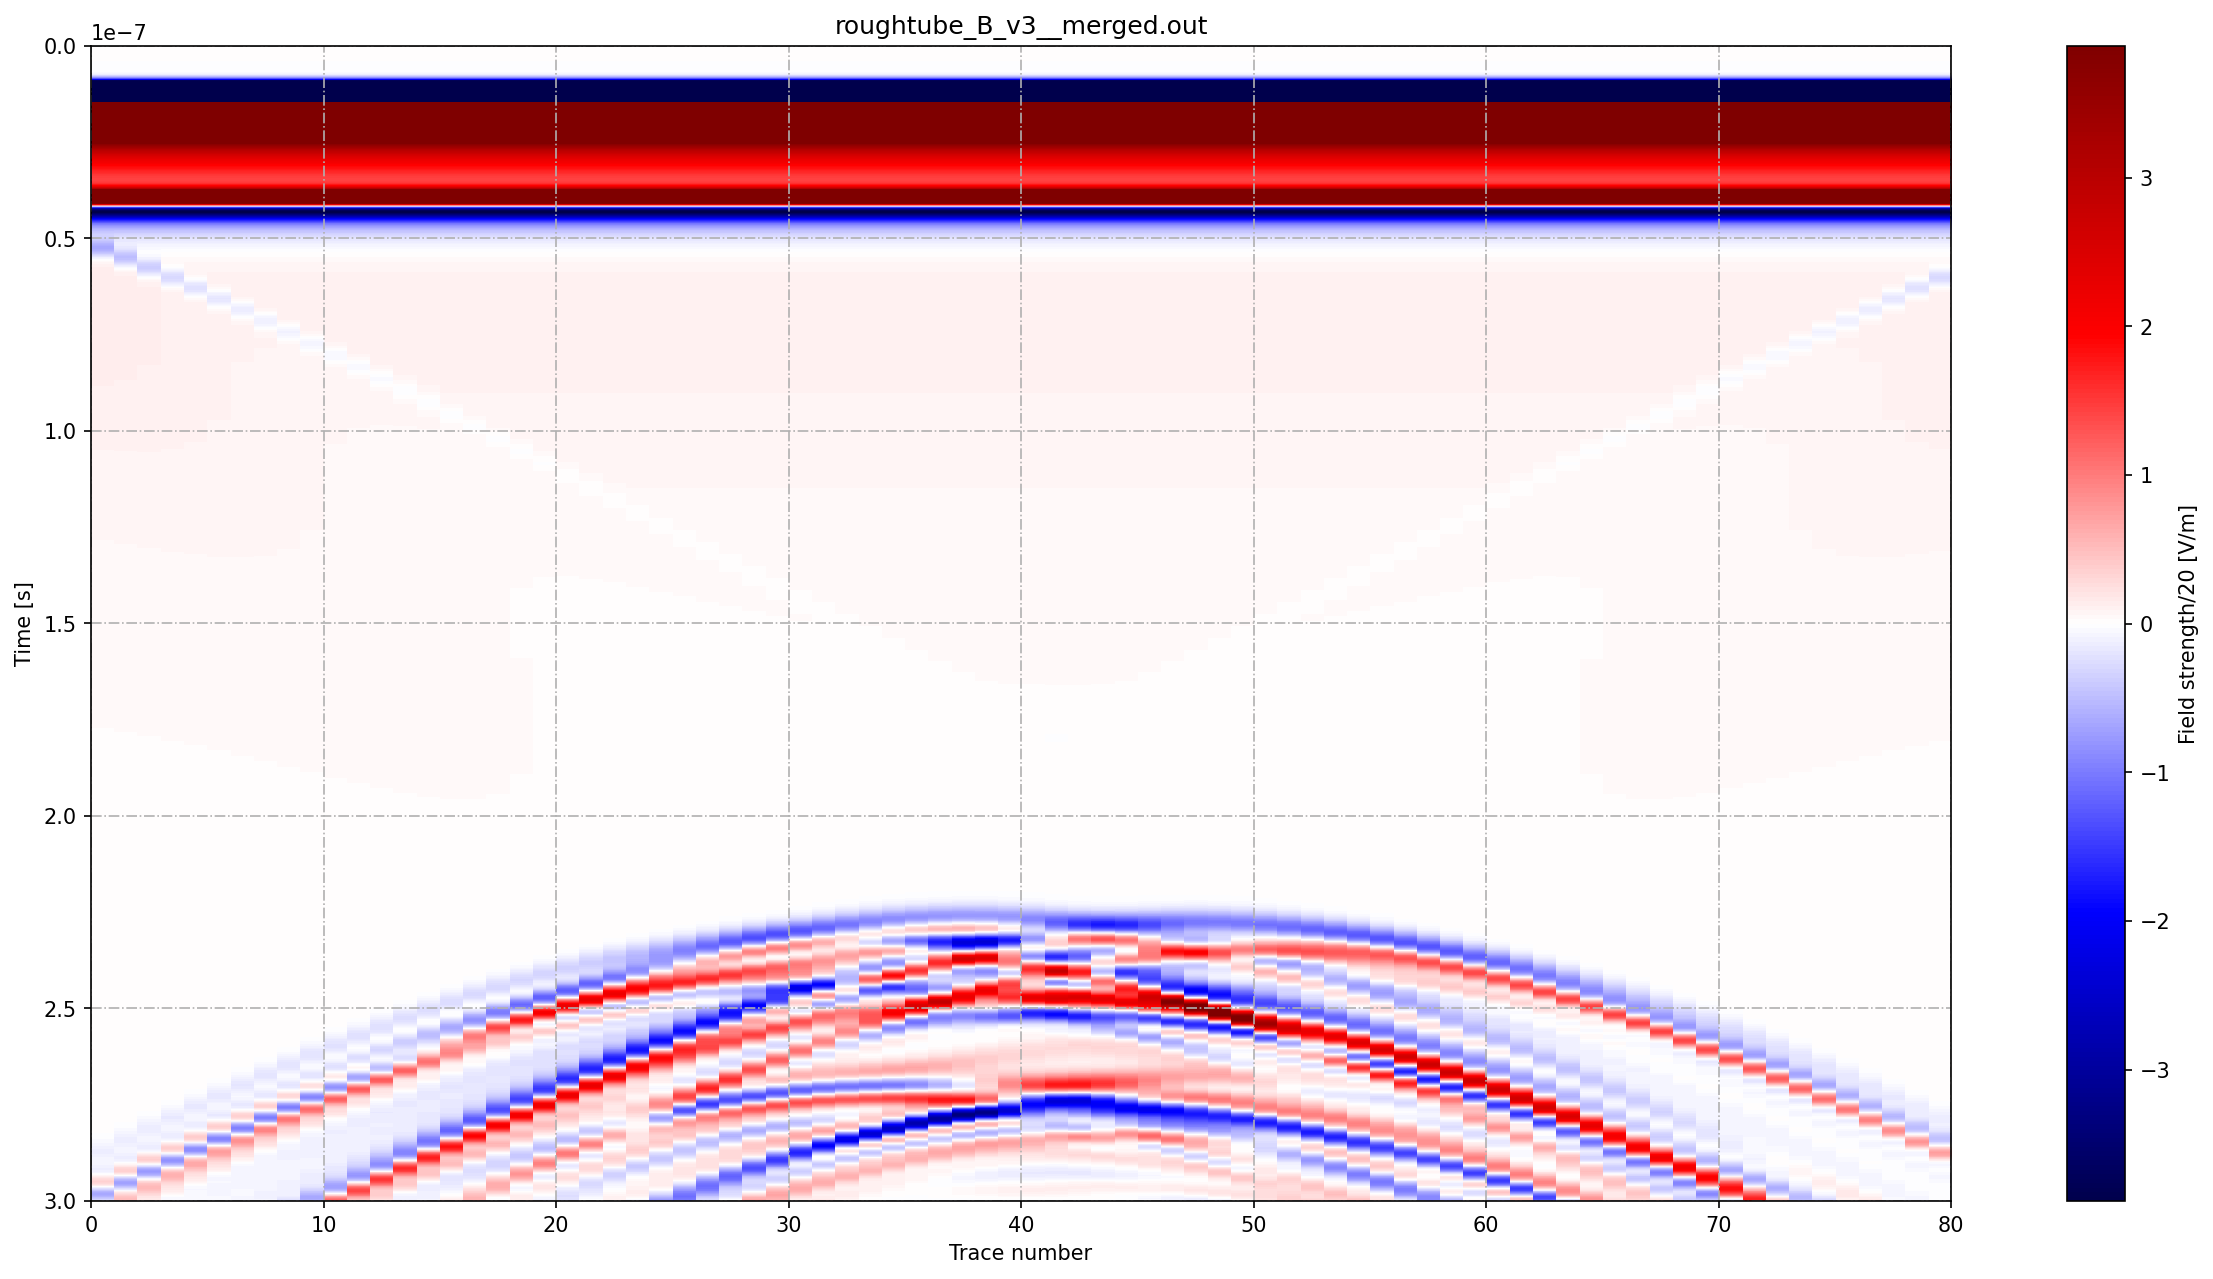 roughtube_B_v3__merged.out
1e−7
0.0
0.5
1.0
1.5
2.0
2.5
3.0
Time [s]
0 10 20 30 40 50 60 70 80
Trace number
3
2
1
0
−1
−2
−3
Field strength/20 [V/m]